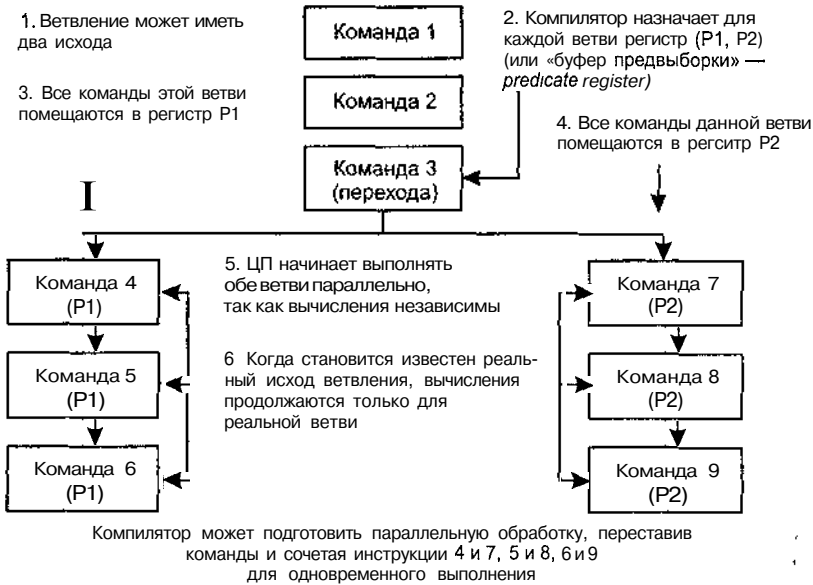 1. Ветвление может иметь
два исхода
Команда 1
2. Компилятор назначает для
каждой ветви регистр (P1, P2)
(или «буфер предвыборки» —
predicate register)
3. Все команды этой ветви
помещаются в регистр P1
Команда 2
4. Все команды данной ветви
помещаются в регситр P2
Команда 3
(перехода)
I
Команда 4
(P1)
5. ЦП начинает выполнять
обе ветви параллельно,
так как вычисления независимы
Команда 7
(P2)
Команда 5
(P1)
6 Когда становится известен реаль-
ный исход ветвления, вычисления
продолжаются только для
реальной ветви
Команда 8
(P2)
Команда 6
(P1)
Команда 9
(P2)
Компилятор может подготовить параллельную обработку, переставив
команды и сочетая инструкции 4 и 7, 5 и 8, 6 и 9
для одновременного выполнения